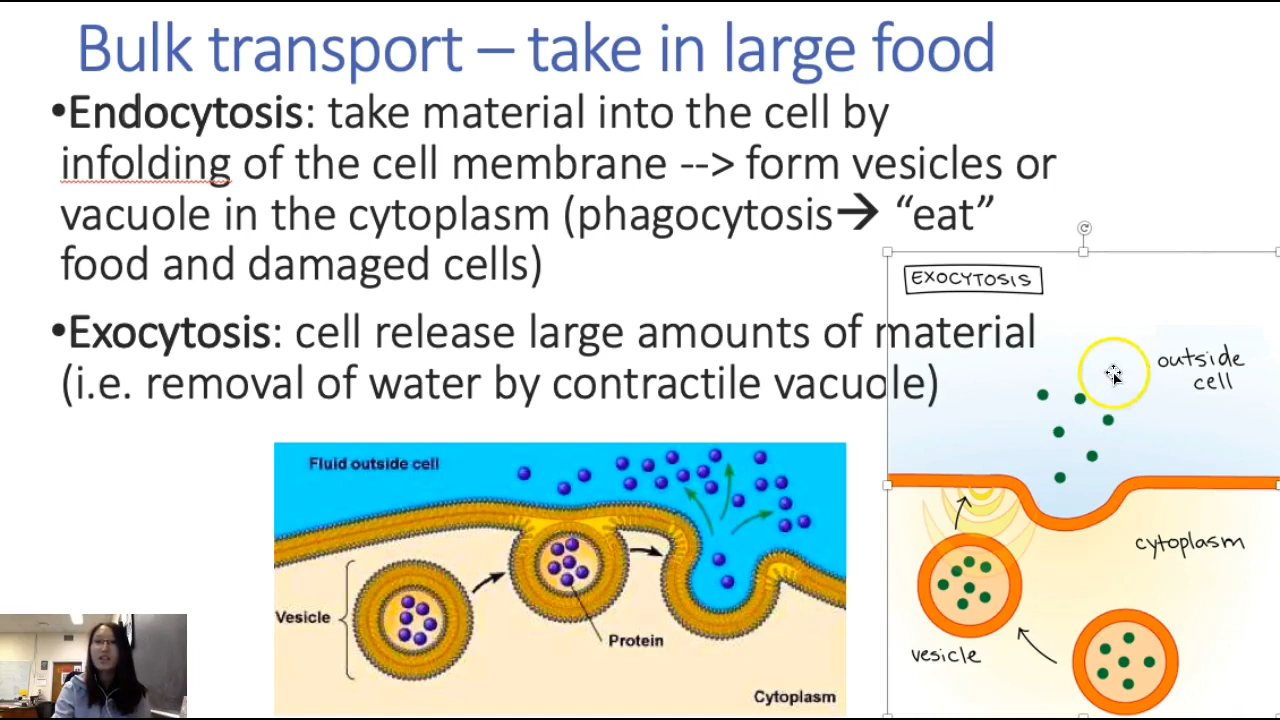 Bulk transport – take in large food
•Endocytosis: take material into the cell by
infolding of the cell membrane --> form vesicles or
vacuole in the cytoplasm (phagocytosis→ “eat”
food and damaged cells)
•Exocytosis: cell release large amounts of material
(i.e. removal of water by contractile vacuole)
EXOCYTOSIS
outside
cell
cytoplasm
vesicle
Fluid outside cell
Vesicle
Protein
Cytoplasm